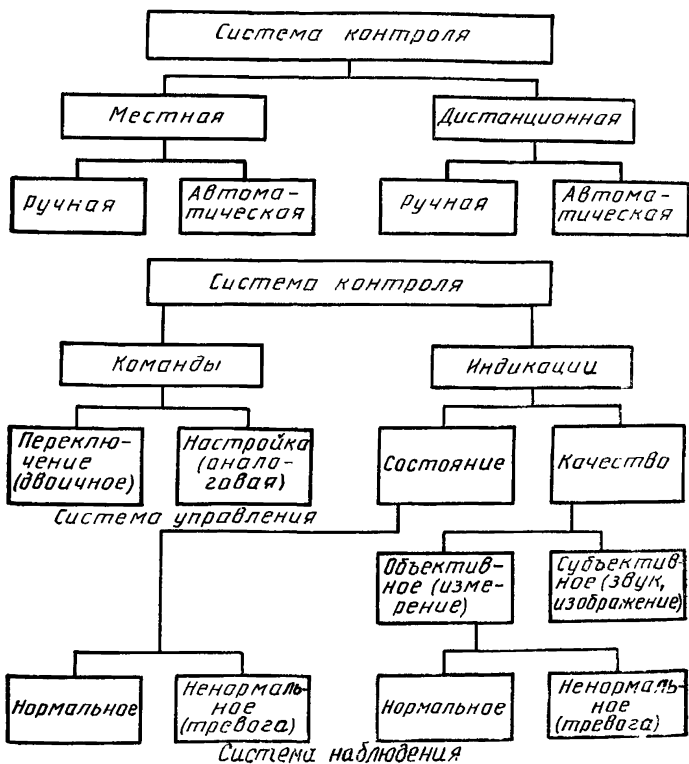 Система контроля
Местная
Дистанционная
Ручная
Автома-
тическая
Ручная
Автома-
тическая
Система контроля
Команды
Индикации
Переклю-
чение
(двоичное)
Настройка
(анало-
говая)
Состояние
Качество
Система управления
Объектив-
ное (изме-
рение)
Субъектив-
ное (звук,
изображение)
Нормальное
Ненормаль-
ное
(тревога)
Нормальное
Ненормаль-
ное
(тревога)
Система наблюдения